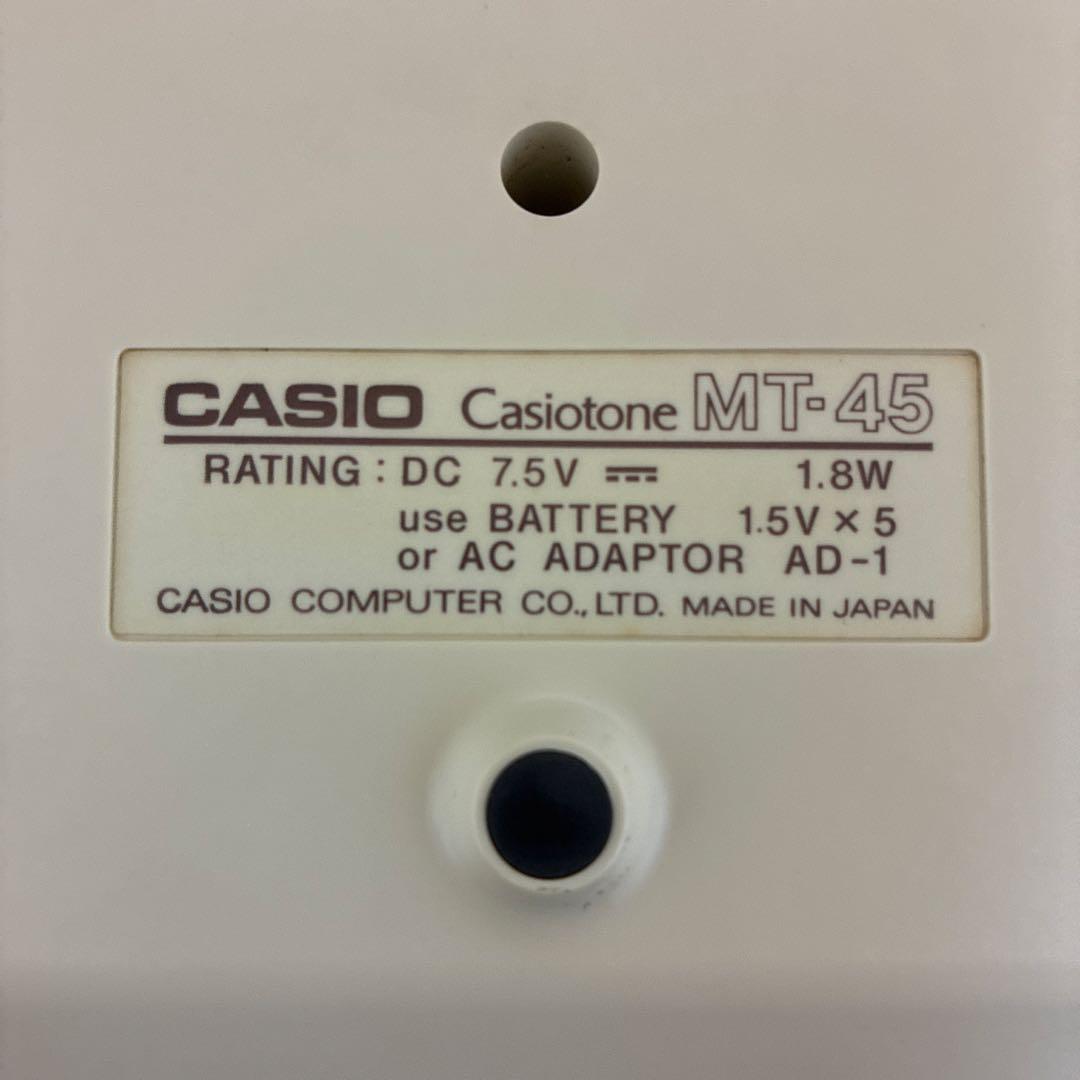 CASIO Casiotone MT-45
RATING : DC 7.5V ⎓ 1.8W
use BATTERY 1.5V × 5
or AC ADAPTOR AD-1
CASIO COMPUTER CO., LTD. MADE IN JAPAN